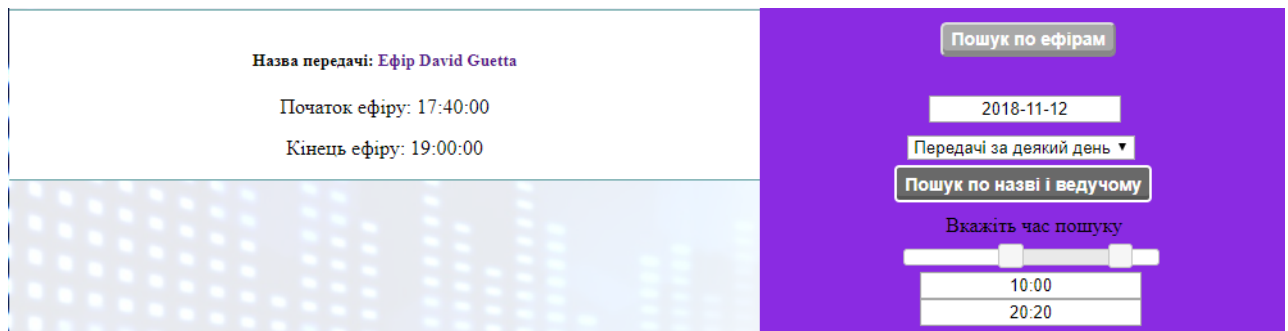 Назва передачі: Ефір David Guetta
Початок ефіру: 17:40:00
Кінець ефіру: 19:00:00
Пошук по ефірам
2018-11-12
Передачі за деякий день
Пошук по назві і ведучому
Вкажіть час пошуку
10:00
20:20